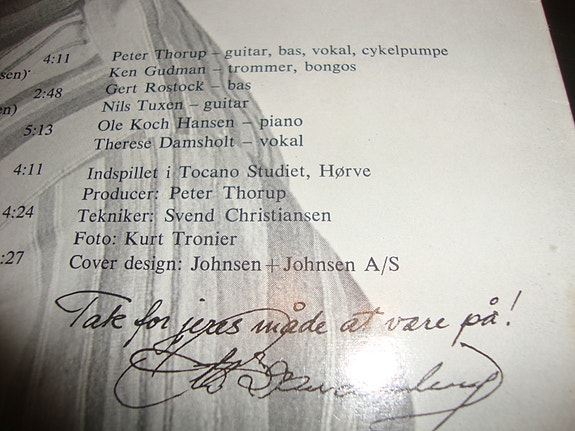 4:11 Peter Thorup – guitar, bas, vokal, cykelpumpe
sen) Ken Gudman – trommer, bongos
2:48 Gert Rostock – bas
en) Nils Tuxen – guitar
5:13 Ole Koch Hansen – piano
Therese Damsholt – vokal
4:11 Indspillet i Tocano Studiet, Hørve
Producer: Peter Thorup
4:24 Tekniker: Svend Christiansen
Foto: Kurt Tronier
:27 Cover design: Johnsen+Johnsen A/S
Tak for jeres måde at være på!